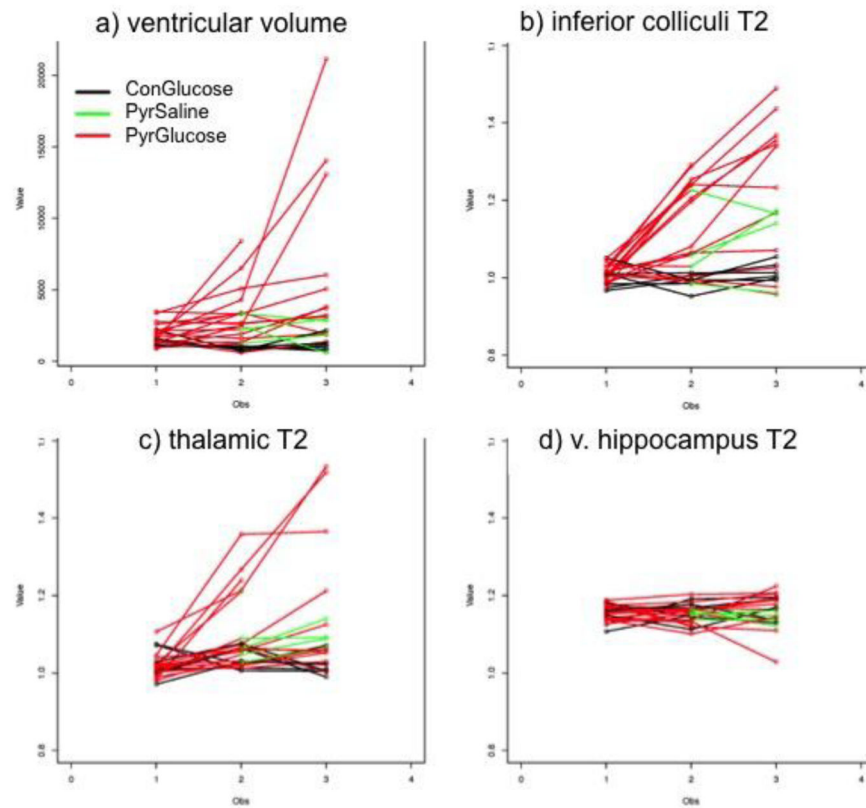 a) ventricular volume
ConGlucose
PyrSaline
PyrGlucose
Value
20000
15000
10000
5000
0
0 1 2 3 4
Obs
b) inferior colliculi T2
Value
1.4
1.2
1.0
0.8
0 1 2 3 4
Obs
c) thalamic T2
Value
1.4
1.2
1.0
0.8
0 1 2 3 4
Obs
d) v. hippocampus T2
Value
1.4
1.2
1.0
0.8
0 1 2 3 4
Obs